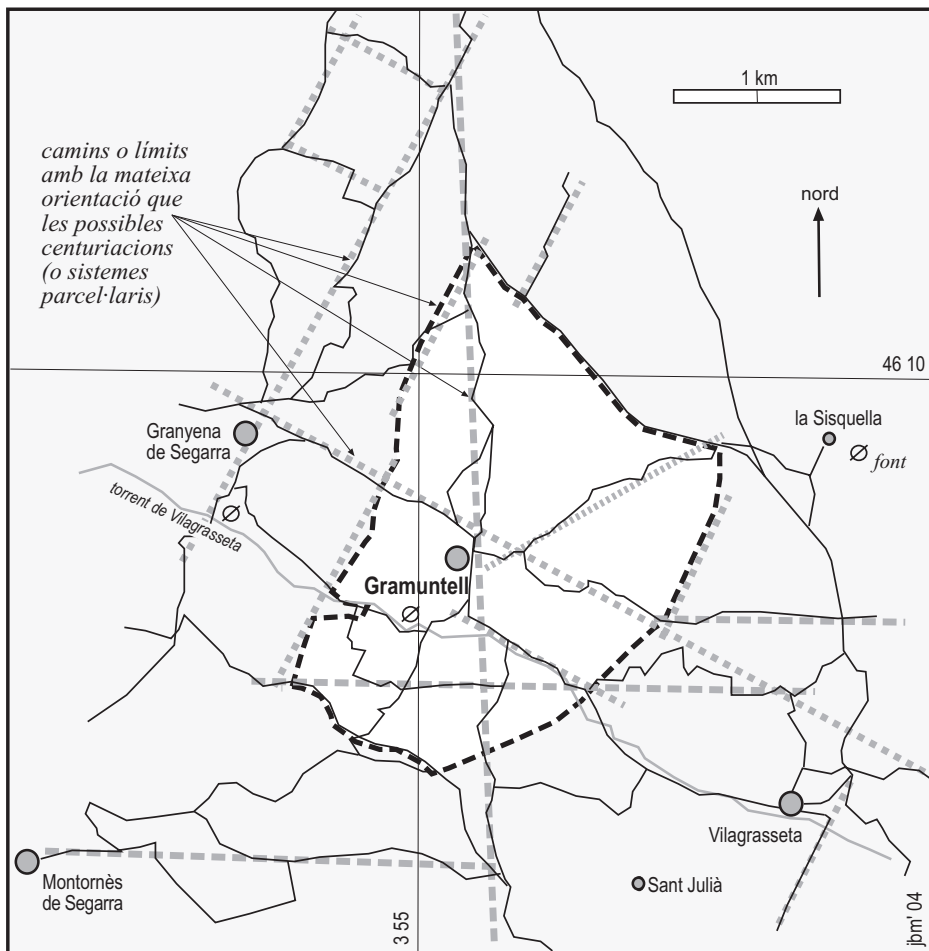 1 km
camins o límits
amb la mateixa
orientació que
les possibles
centuriacions
(o sistemes
parcel·laris)
nord
46 10
la Sisquella
font
Granyena
de Segarra
torrent de Vilagrasseta
Gramuntell
Vilagrasseta
Sant Julià
Montornès
de Segarra
3 55
jbm' 04